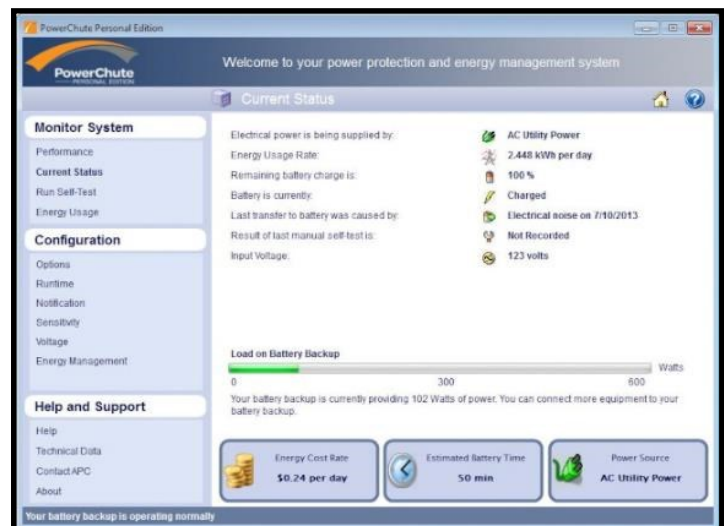 PowerChute Personal Edition
PowerChute
PERSONAL EDITION
Welcome to your power protection and energy management system
Current Status
Monitor System
Performance
Current Status
Run Self-Test
Energy Usage
Configuration
Options
Runtime
Notification
Sensitivity
Voltage
Energy Management
Help and Support
Help
Technical Data
Contact APC
About
Electrical power is being supplied by: AC Utility Power
Energy Usage Rate: 2.448 kWh per day
Remaining battery charge is: 100 %
Battery is currently: Charged
Last transfer to battery was caused by: Electrical noise on 7/10/2013
Result of last manual self-test is: Not Recorded
Input Voltage: 123 volts
Load on Battery Backup
Watts
0 300 600
Your battery backup is currently providing 102 Watts of power. You can connect more equipment to your
battery backup.
Energy Cost Rate
$0.24 per day
Estimated Battery Time
50 min
Power Source
AC Utility Power
Your battery backup is operating normally